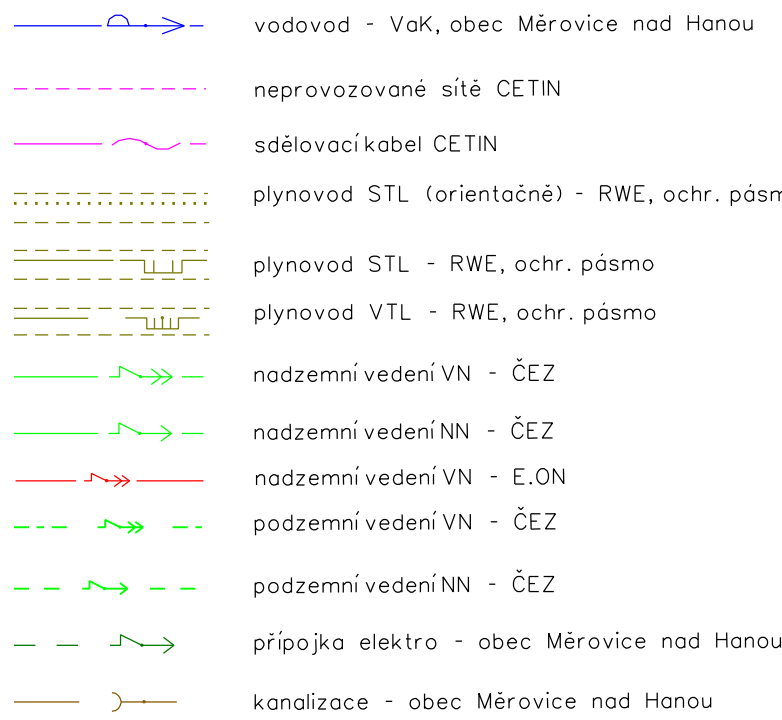 vodovod - VaK, obec Měrovice nad Hanou
neprovozované sítě CETIN
sdělovací kabel CETIN
plynovod STL (orientačně) - RWE, ochr. pásm
plynovod STL - RWE, ochr. pásmo
plynovod VTL - RWE, ochr. pásmo
nadzemní vedení VN - ČEZ
nadzemní vedení NN - ČEZ
nadzemní vedení VN - E.ON
podzemní vedení VN - ČEZ
podzemní vedení NN - ČEZ
přípojka elektro - obec Měrovice nad Hanou
kanalizace - obec Měrovice nad Hanou